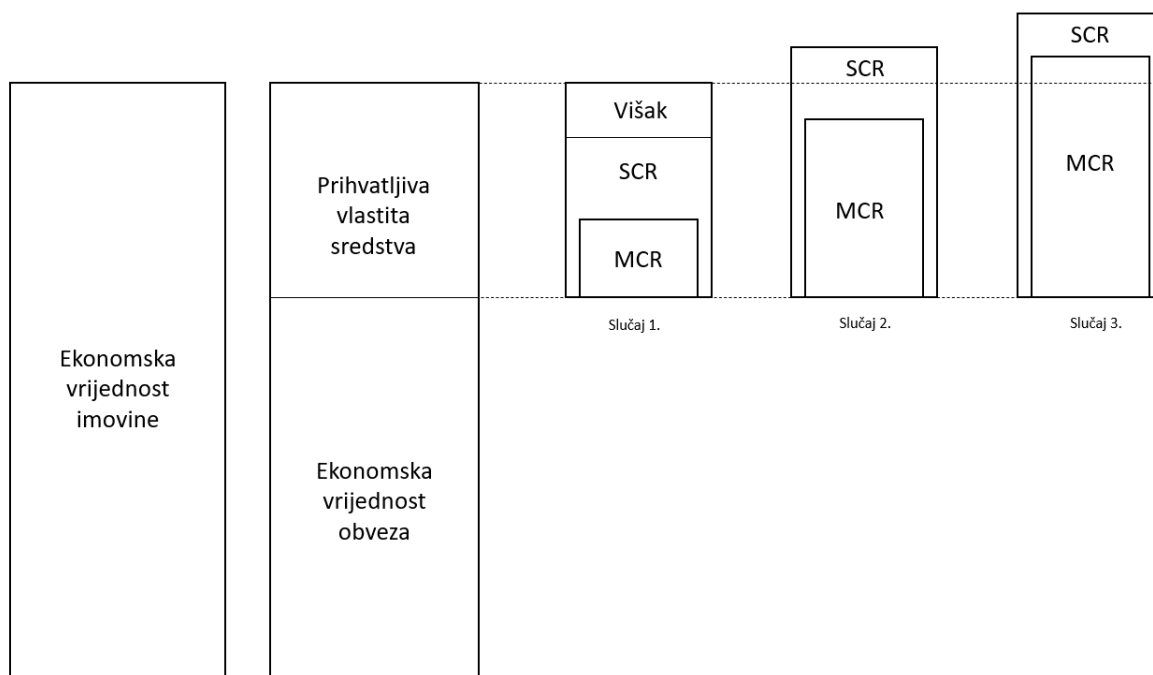 Ekonomska
vrijednost
imovine
Prihvatljiva
vlastita
sredstva
Ekonomska
vrijednost
obveza
Višak
SCR
MCR
Slučaj 1.
SCR
MCR
Slučaj 2.
SCR
MCR
Slučaj 3.